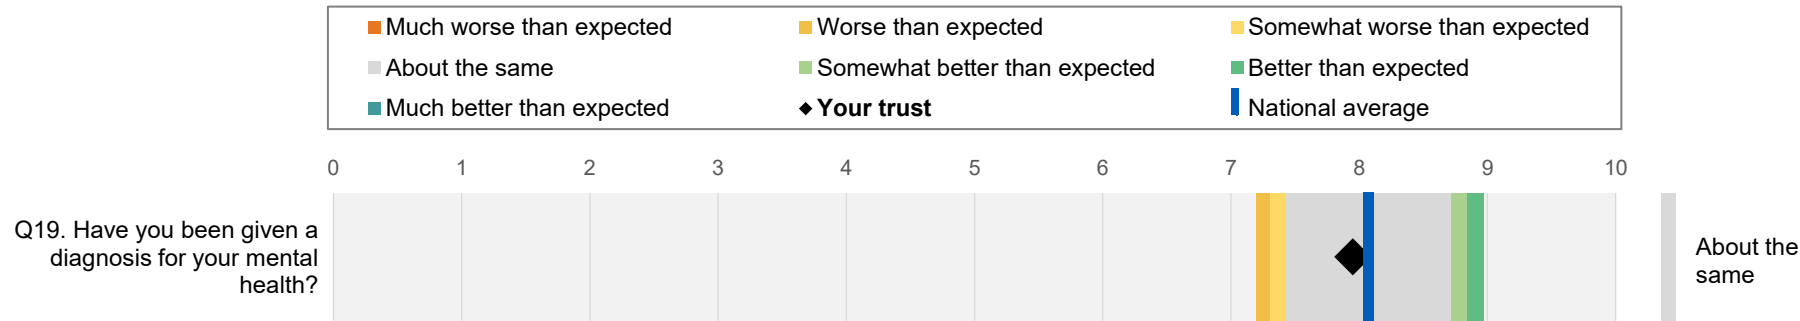 Much worse than expected Worse than expected Somewhat worse than expected
About the same Somewhat better than expected Better than expected
Much better than expected Your trust National average
0 1 2 3 4 5 6 7 8 9 10
Q19. Have you been given a
diagnosis for your mental
health?
About the
same